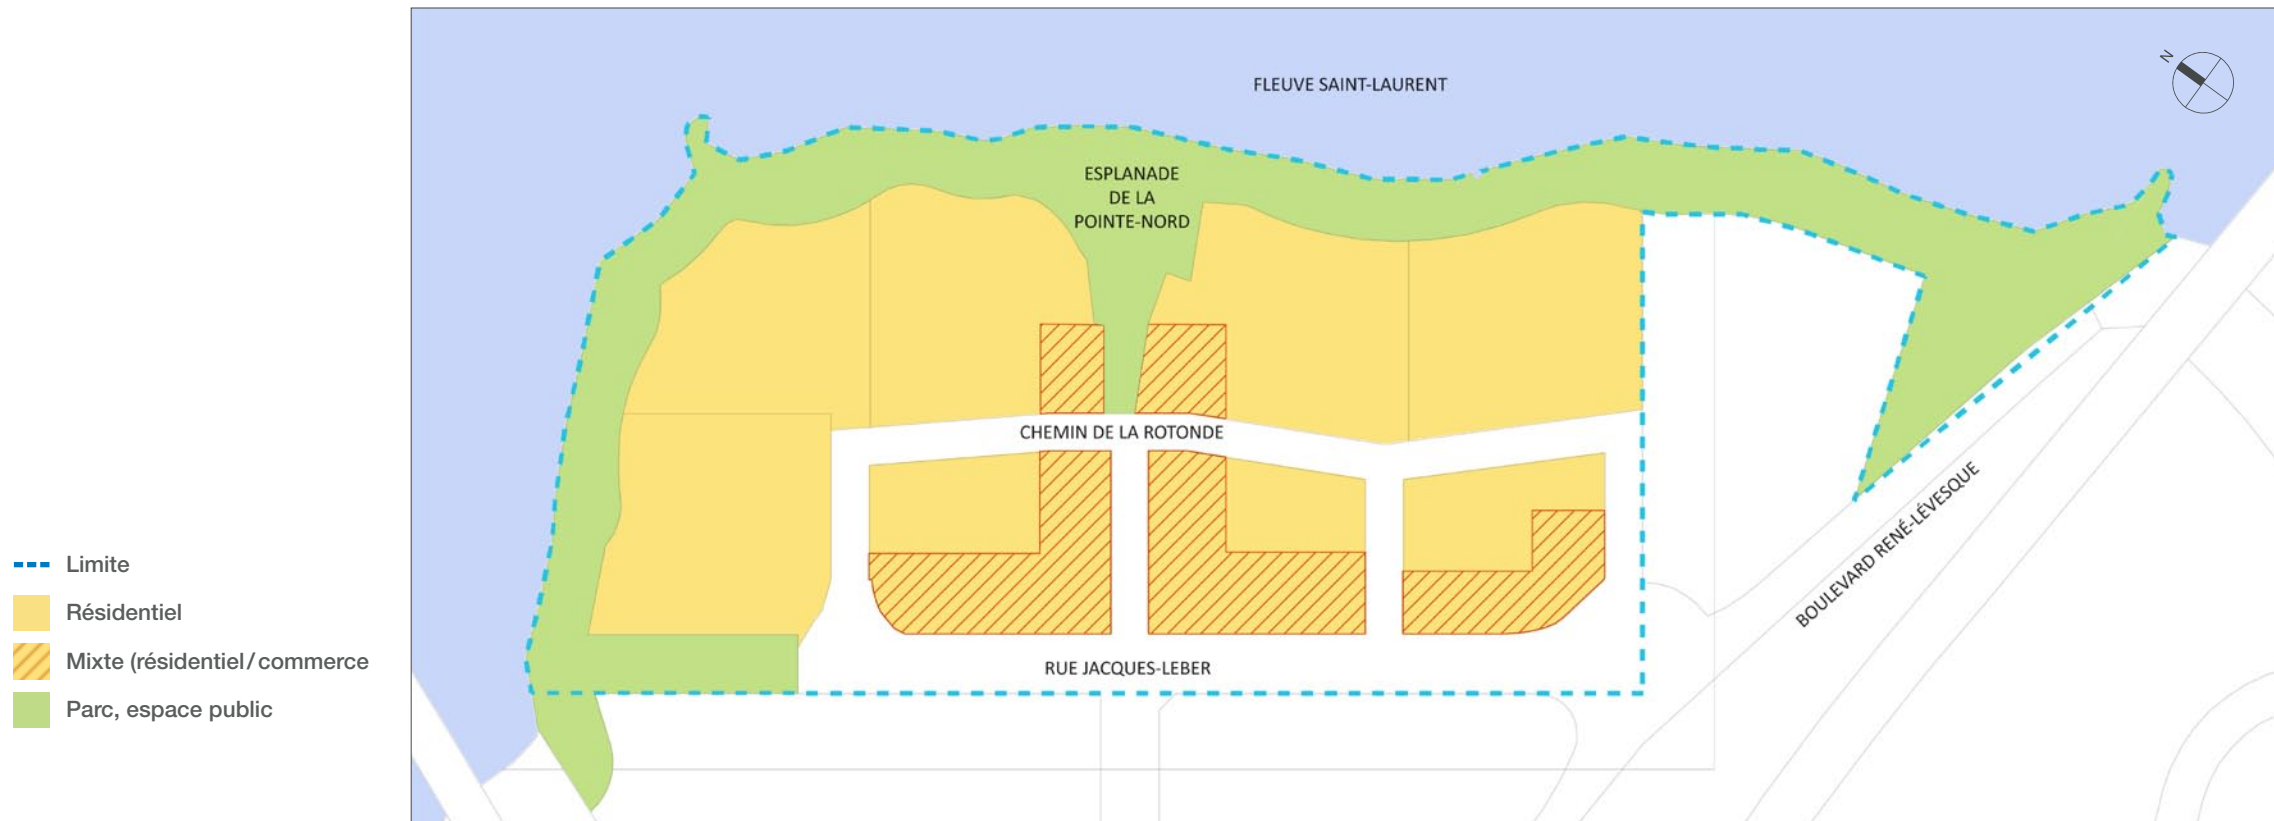 FLEUVE SAINT-LAURENT
N
ESPLANADE
DE LA
POINTE-NORD
CHEMIN DE LA ROTONDE
BOULEVARD RENÉ-LÉVESQUE
RUE JACQUES-LEBER
Limite
Résidentiel
Mixte (résidentiel/commerce
Parc, espace public